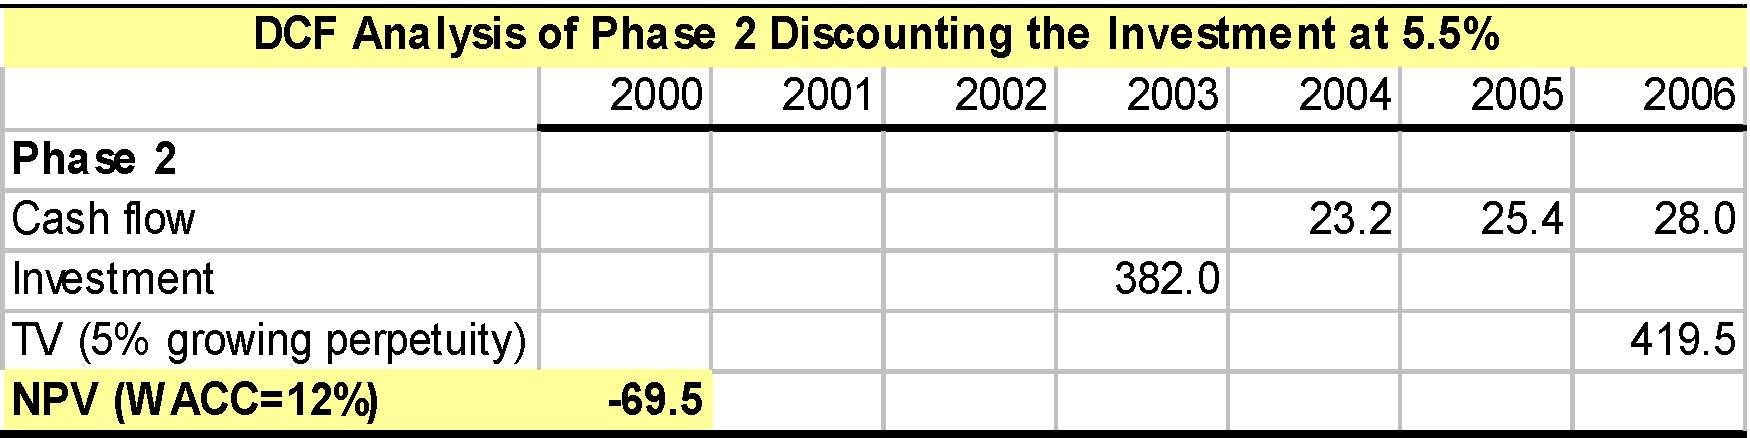 DCF Analysis of Phase 2 Discounting the Investment at 5.5%
2000 2001 2002 2003 2004 2005 2006
Phase 2
Cash flow 23.2 25.4 28.0
Investment 382.0
TV (5% growing perpetuity) 419.5
NPV (WACC=12%) -69.5